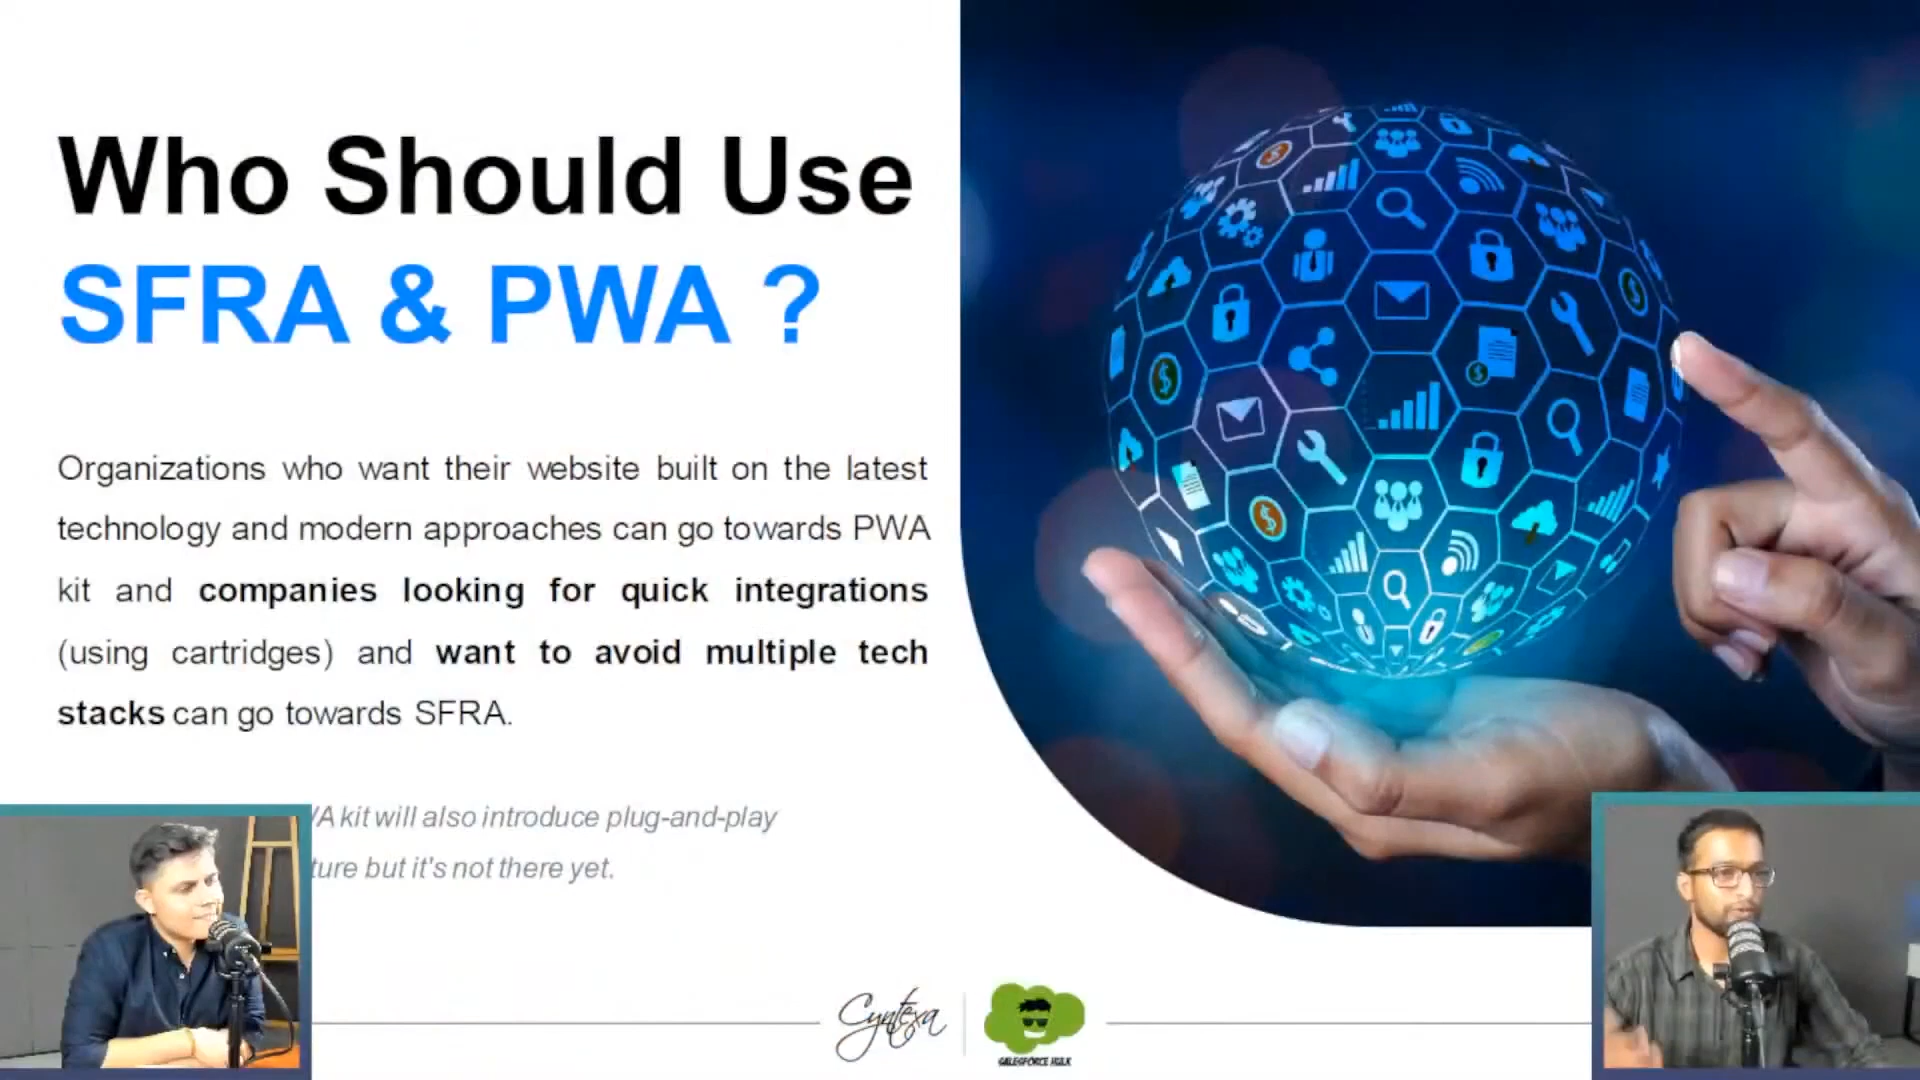 Who Should Use
SFRA & PWA ?
Organizations who want their website built on the latest
technology and modern approaches can go towards PWA
kit and companies looking for quick integrations
(using cartridges) and want to avoid multiple tech
stacks can go towards SFRA.
kit will also introduce plug-and-play
but it's not there yet.
Cyntexa
SALESFORCE HULK